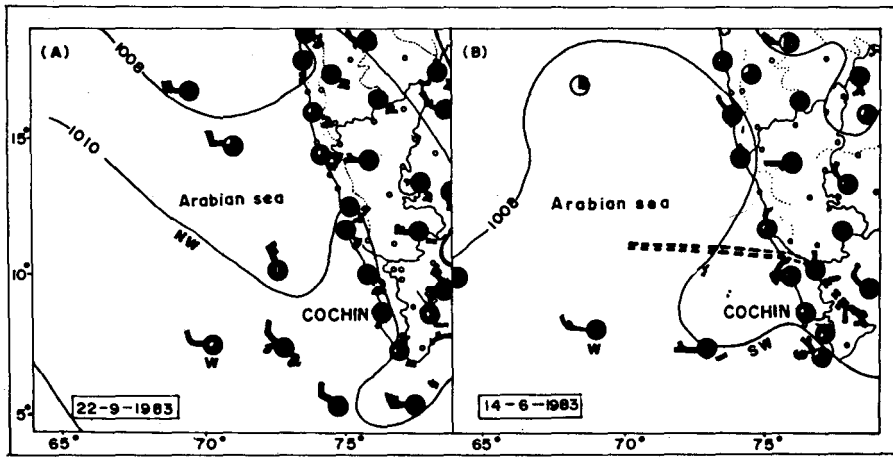 (A)
1008
1010
15°
Arabian sea
NW
10°
COCHIN
W
22-9-1983
5°
65° 70° 75°
(B)
1008
Arabian sea
COCHIN
W
SW
14-6-1983
70° 75°